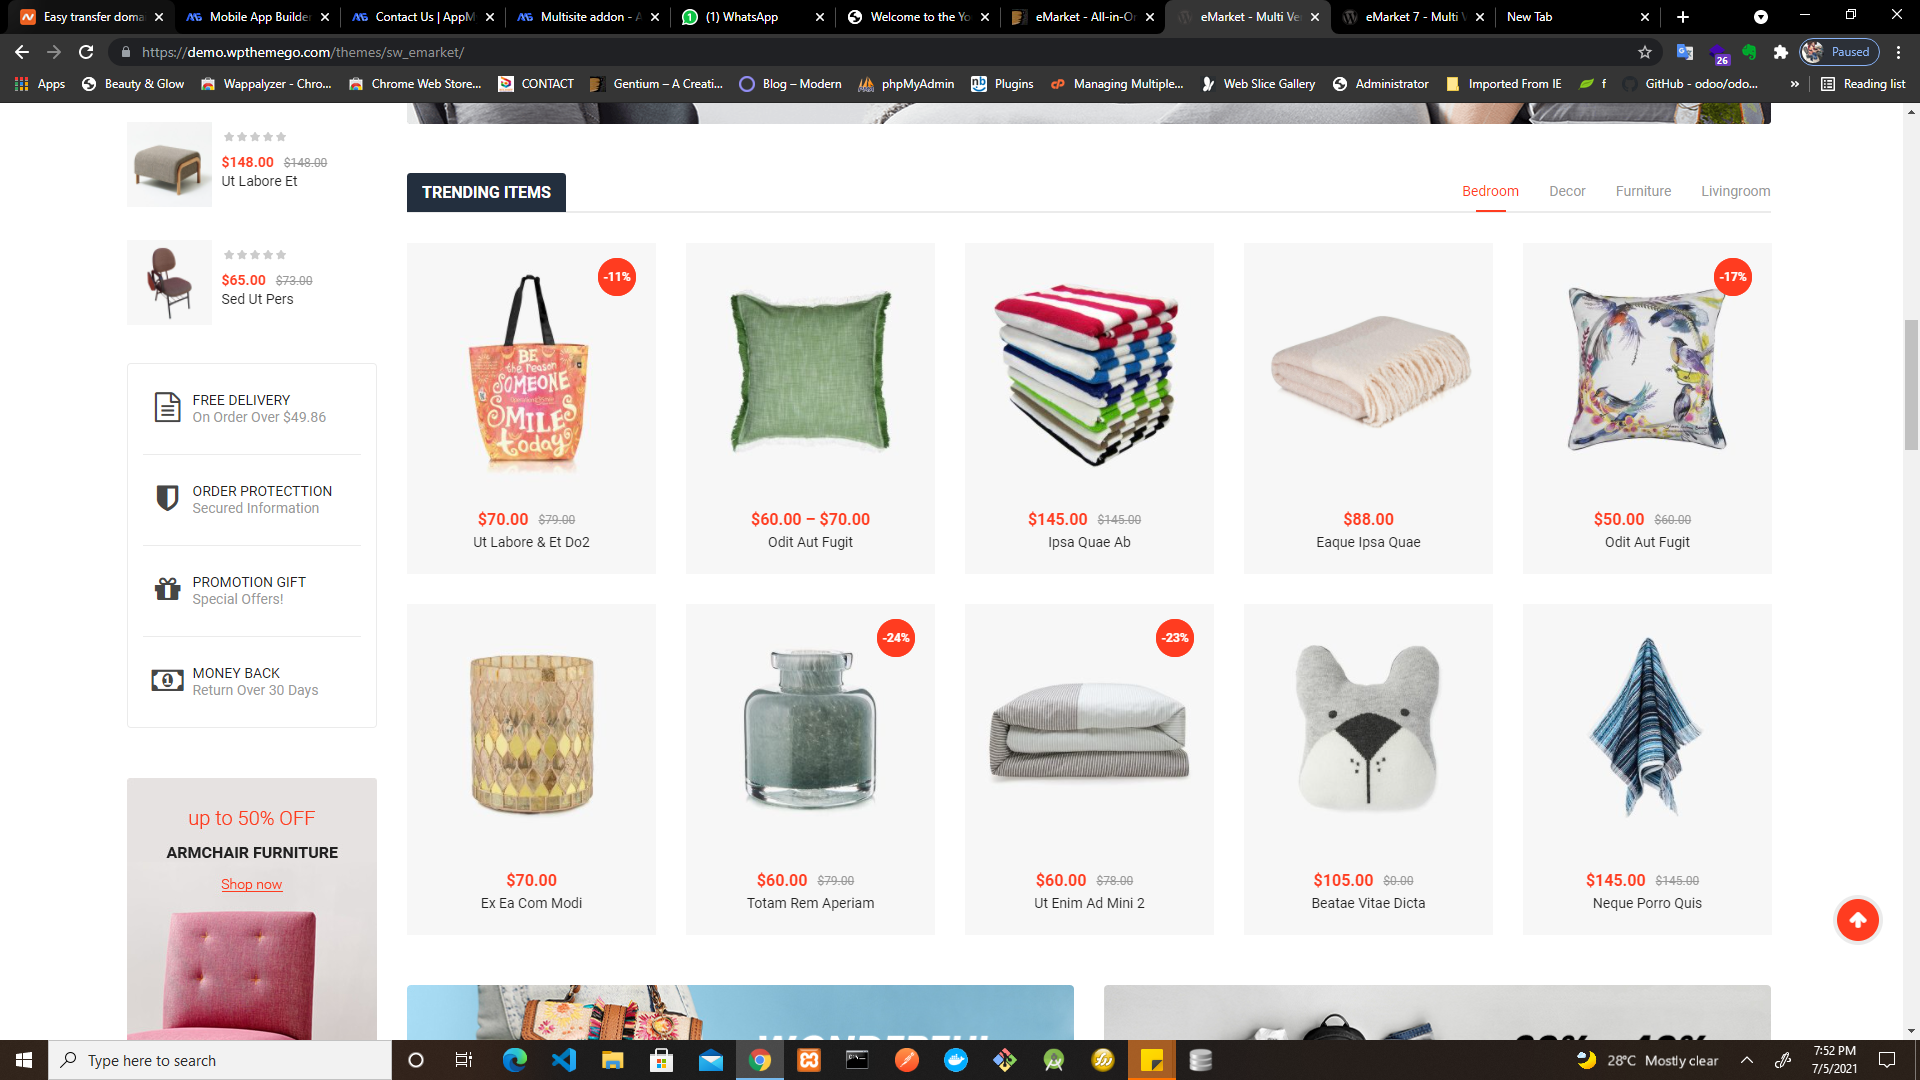 Easy transfer doma
Mobile App Builder
Contact Us | AppM
Multisite addon - A
(1) WhatsApp
Welcome to the Yo
eMarket - All-in-O
eMarket - Multi Ve
eMarket 7 - Multi V
New Tab
https://demo.wpthemego.com/themes/sw_emarket/
26
Paused
Apps
Beauty & Glow
Wappalyzer - Chro...
Chrome Web Store...
CONTACT
Gentium – A Creati...
Blog – Modern
phpMyAdmin
Plugins
Managing Multiple...
Web Slice Gallery
Administrator
Imported From IE
f
GitHub - odoo/odo...
»
Reading list
$148.00 $148.00
Ut Labore Et
$65.00 $73.00
Sed Ut Pers
FREE DELIVERY
On Order Over $49.86
ORDER PROTECTTION
Secured Information
PROMOTION GIFT
Special Offers!
MONEY BACK
Return Over 30 Days
up to 50% OFF
ARMCHAIR FURNITURE
Shop now
TRENDING ITEMS
Bedroom
Decor
Furniture
Livingroom
-11%
BE
the reason
SOMEONE
SMILES
today
$70.00 $79.00
Ut Labore & Et Do2
$60.00 – $70.00
Odit Aut Fugit
$145.00 $145.00
Ipsa Quae Ab
$88.00
Eaque Ipsa Quae
-17%
$50.00 $60.00
Odit Aut Fugit
$70.00
Ex Ea Com Modi
-24%
$60.00 $79.00
Totam Rem Aperiam
-23%
$60.00 $78.00
Ut Enim Ad Mini 2
$105.00 $0.00
Beatae Vitae Dicta
$145.00 $145.00
Neque Porro Quis
WONDERFUL
Type here to search
28°C Mostly clear
7:52 PM
7/5/2021